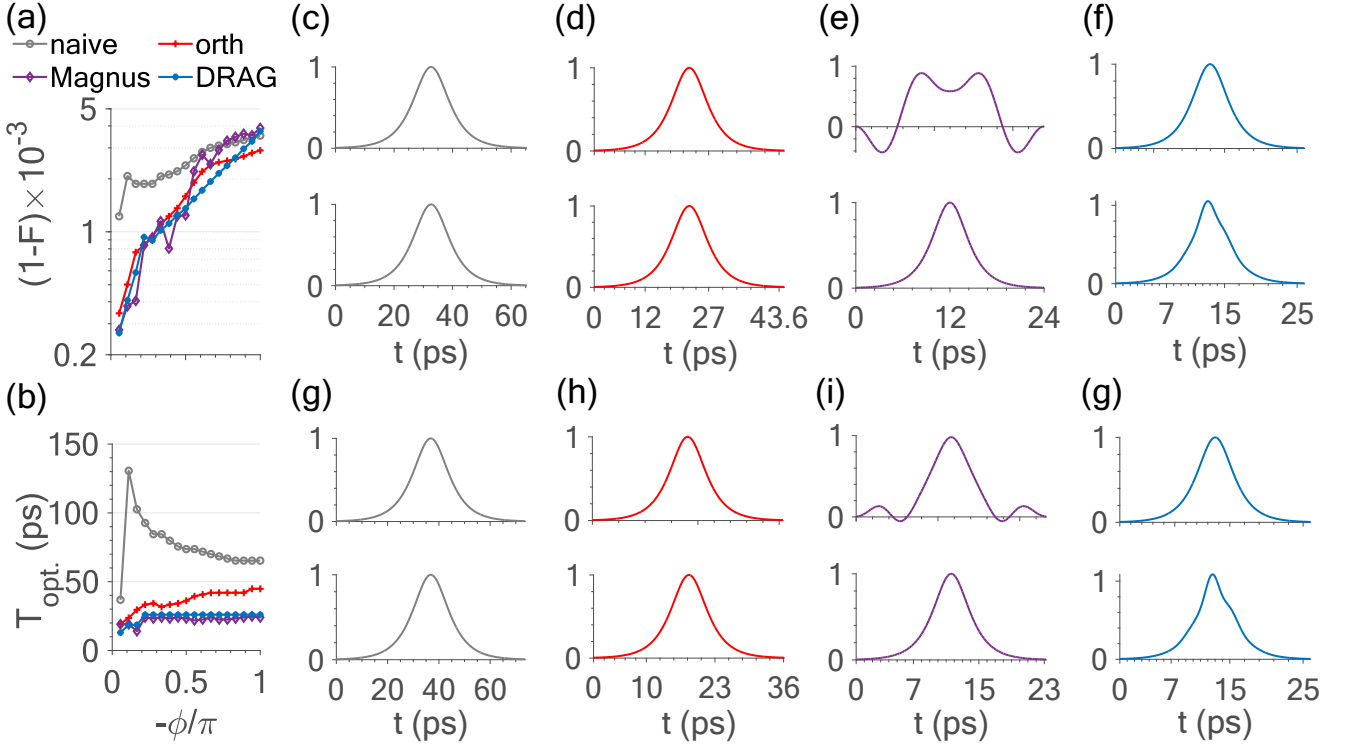 (a)
naive
orth
Magnus
DRAG
(1-F)×10⁻³
5
1
0.2
(c)
1
0
1
0
0 20 40 60
t (ps)
(d)
1
0
1
0
0 12 27 43.6
t (ps)
(e)
1
0
1
0
0 12 24
t (ps)
(f)
1
0
1
0
0 7 15 25
t (ps)
(b)
T opt. (ps)
150
100
50
0
0 0.5 1
-ϕ/π
(g)
1
0
1
0
0 20 40 60
t (ps)
(h)
1
0
1
0
0 12 23 36
t (ps)
(i)
1
0
1
0
0 7 15 23
t (ps)
(g)
1
0
1
0
0 7 15 25
t (ps)